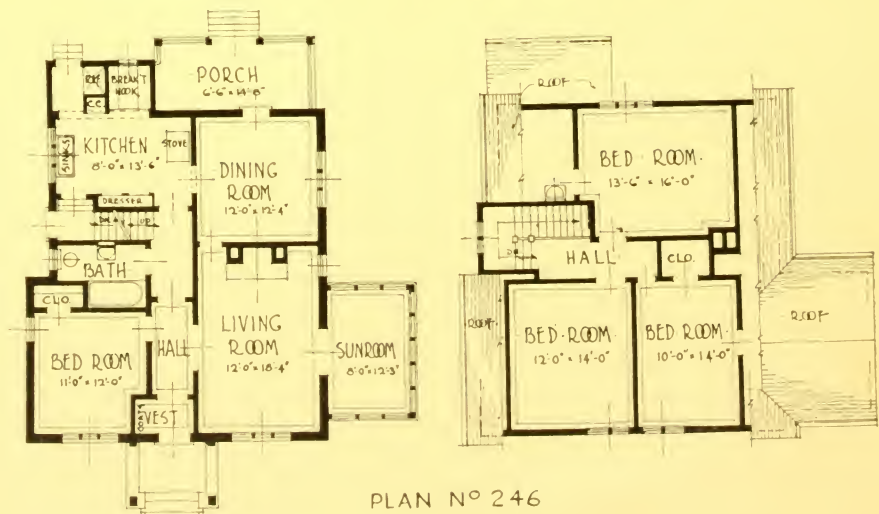 PORCH
6'-6" × 14'-8"
REF.
BREAK'T
NOOK
C.C.
KITCHEN
8'-0" × 13'-6"
SINKS
STOVE
DRESSER
DN
UP
DINING
ROOM
12'-0" × 12'-4"
BATH
CLO.
BED ROOM
11'-0" × 12'-0"
HALL
LIVING
ROOM
12'-0" × 18'-4"
SUNROOM
8'-0" × 12'-3"
COATS
VEST
ROOF
BED · ROOM ·
13'-6" × 16'-0"
HALL
CLO.
ROOF
BED · ROOM
12'-0" × 14'-0"
BED · ROOM
10'-0" × 14'-0"
ROOF
PLAN Nº 246